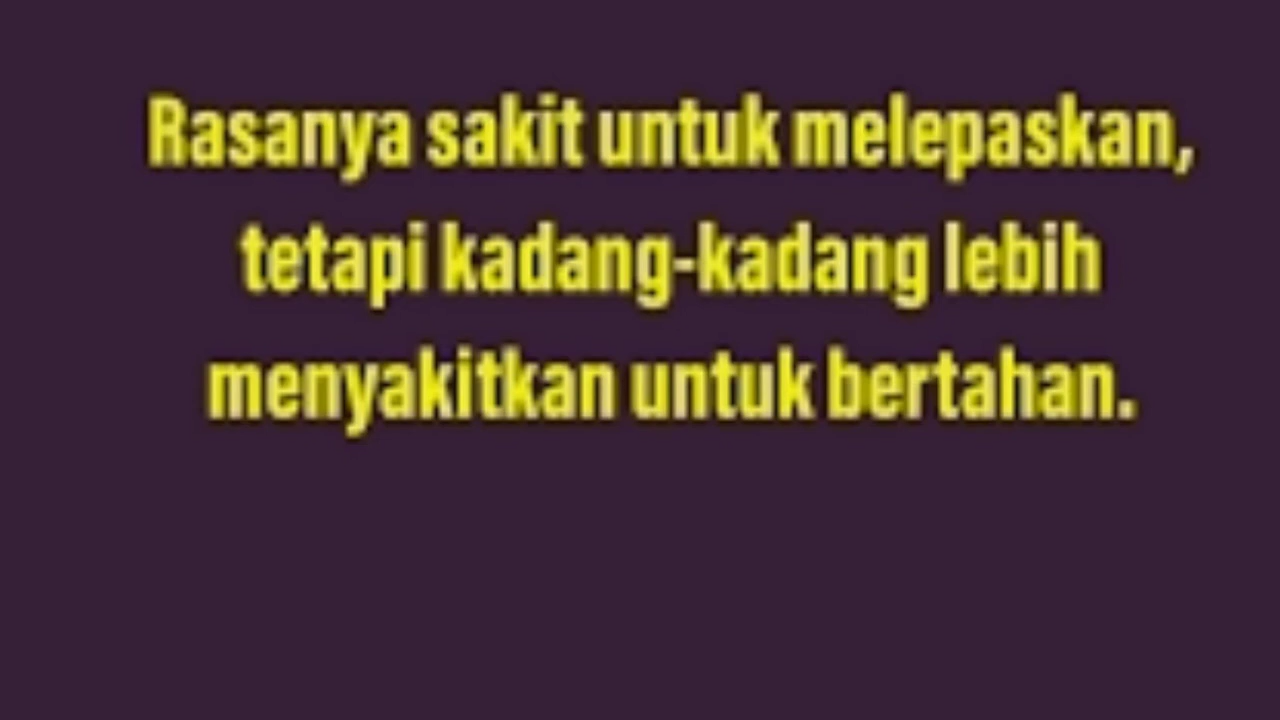 Rasanya sakit untuk melepaskan,
tetapi kadang-kadang lebih
menyakitkan untuk bertahan.